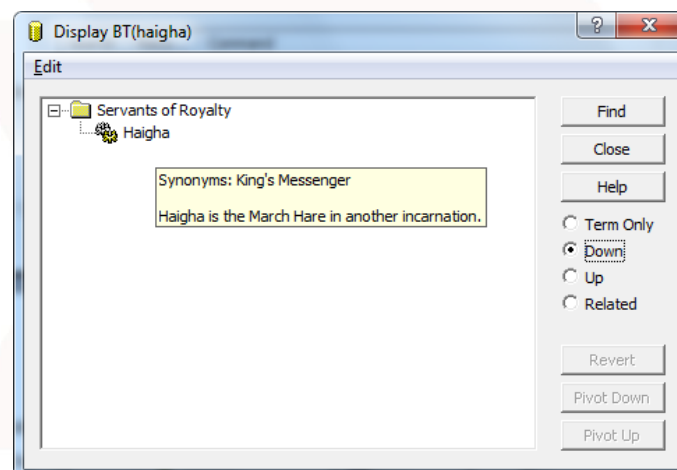 Display BT(haigha)
Edit
Servants of Royalty
Haigha
Synonyms: King's Messenger
Haigha is the March Hare in another incarnation.
Find
Close
Help
Term Only
Down
Up
Related
Revert
Pivot Down
Pivot Up